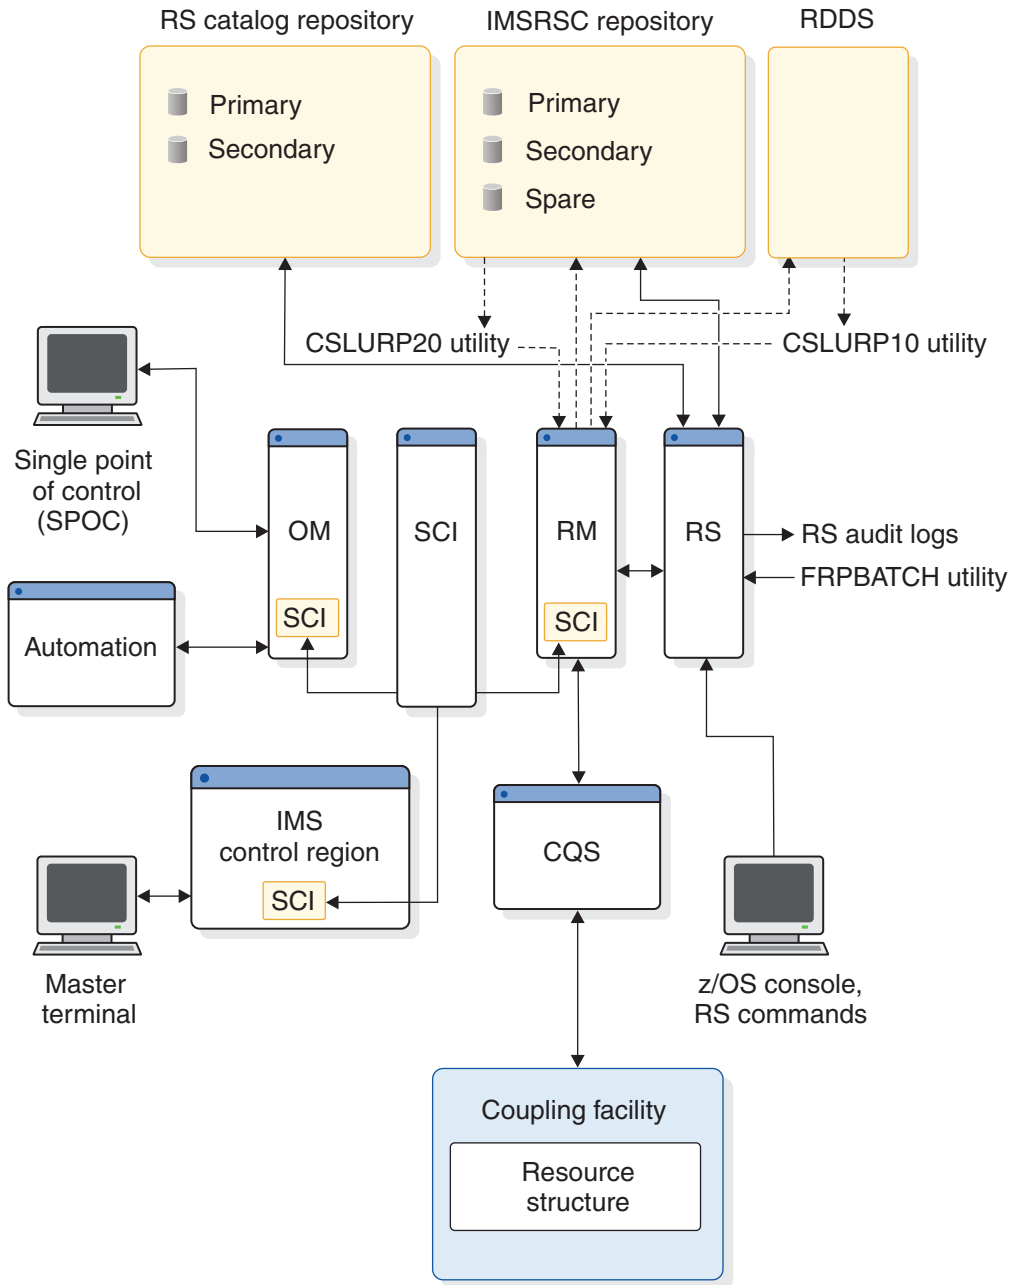 RS catalog repository
IMSRSC repository
RDDS
Primary
Secondary
Primary
Secondary
Spare
CSLURP20 utility
CSLURP10 utility
Single point
of control
(SPOC)
OM
SCI
SCI
RM
SCI
RS
RS audit logs
FRPBATCH utility
Automation
IMS
control region
SCI
CQS
Master
terminal
z/OS console,
RS commands
Coupling facility
Resource
structure